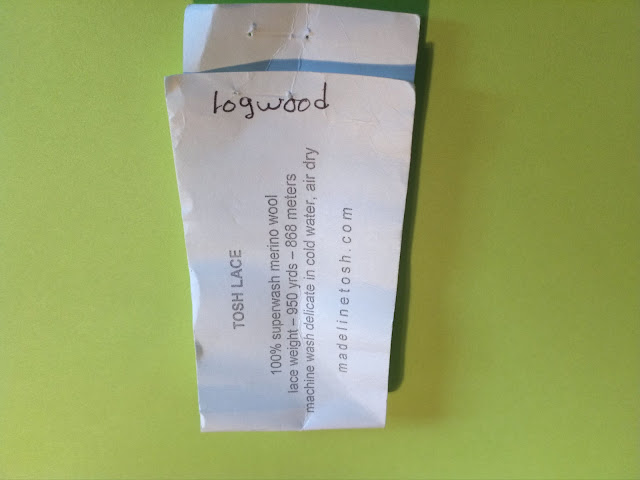 logwood
TOSH LACE
100% superwash merino wool
lace weight – 950 yrds – 868 meters
machine wash delicate in cold water, air dry
madelinetosh.com